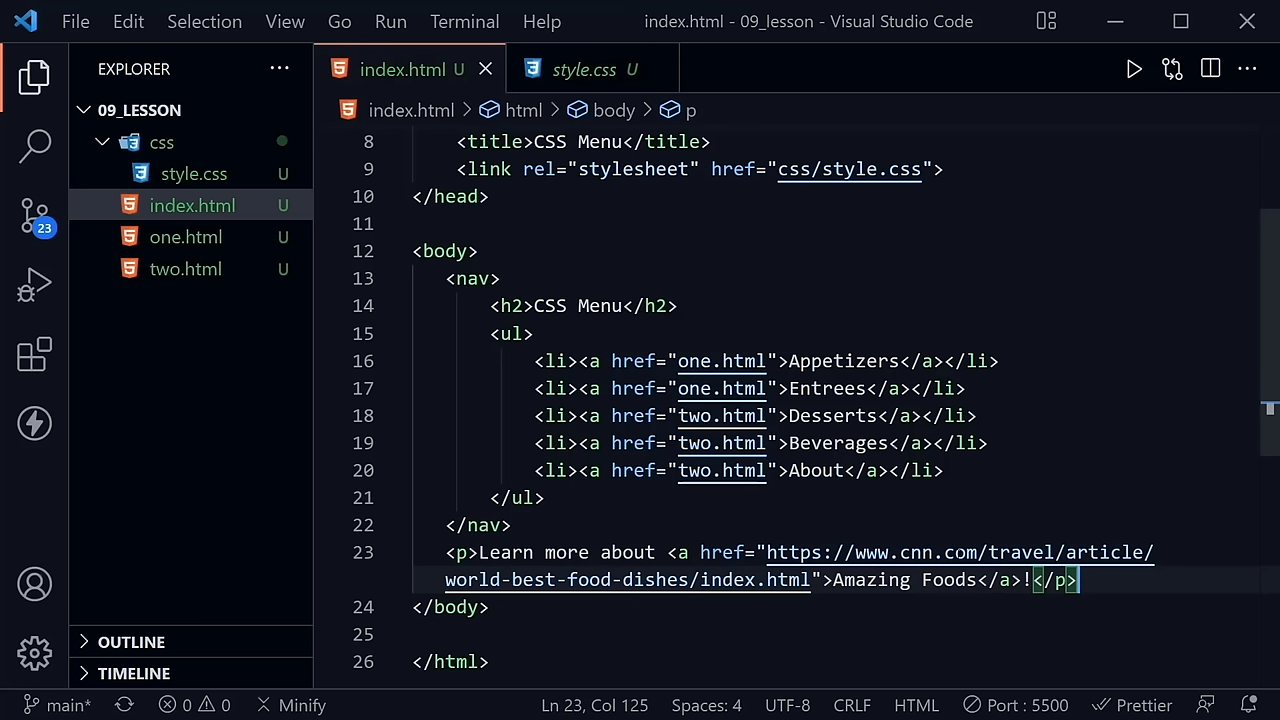 File Edit Selection View Go Run Terminal Help index.html - 09_lesson - Visual Studio Code
EXPLORER
09_LESSON
css
style.css U
index.html U
one.html U
two.html U
OUTLINE
TIMELINE
23
index.html U style.css U
index.html > html > body > p
8 <title>CSS Menu</title>
9 <link rel="stylesheet" href="css/style.css">
10 </head>
11
12 <body>
13 <nav>
14 <h2>CSS Menu</h2>
15 <ul>
16 <li><a href="one.html">Appetizers</a></li>
17 <li><a href="one.html">Entrees</a></li>
18 <li><a href="two.html">Desserts</a></li>
19 <li><a href="two.html">Beverages</a></li>
20 <li><a href="two.html">About</a></li>
21 </ul>
22 </nav>
23 <p>Learn more about <a href="https://www.cnn.com/travel/article/
world-best-food-dishes/index.html">Amazing Foods</a>!</p>
24 </body>
25
26 </html>
main* 0 0 Minify Ln 23, Col 125 Spaces: 4 UTF-8 CRLF HTML Port : 5500 Prettier